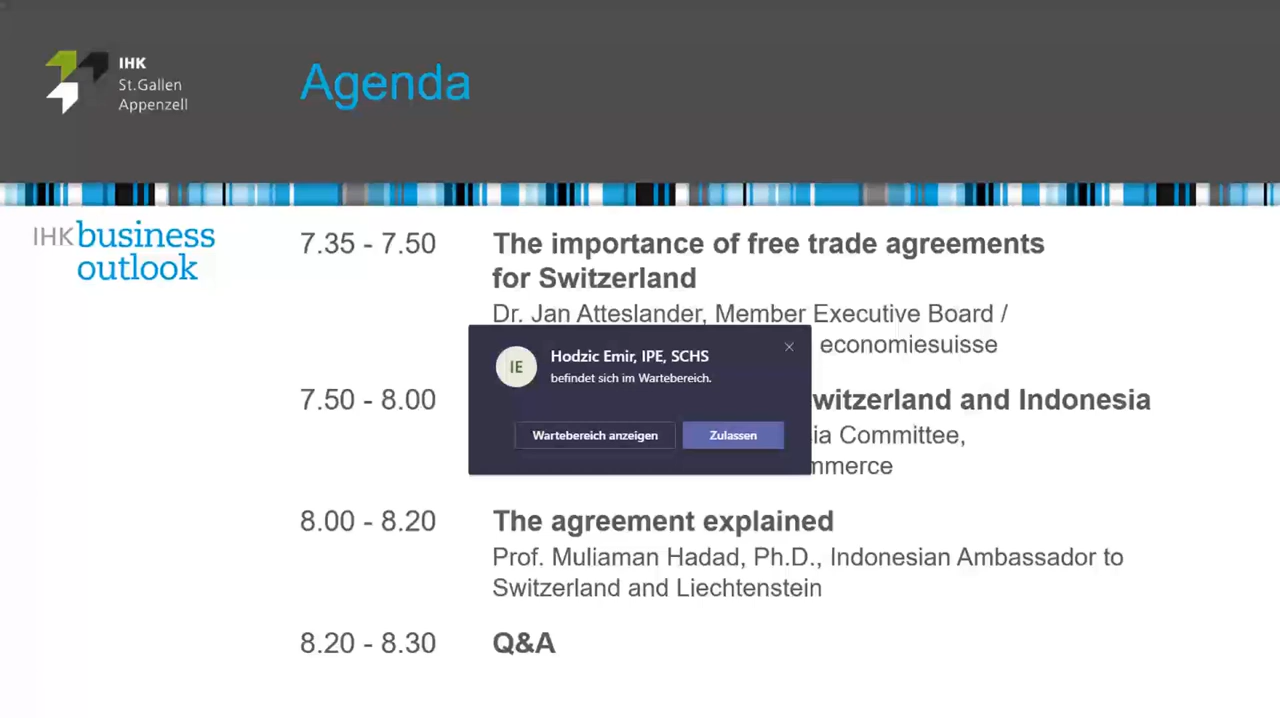 IHK
St.Gallen
Appenzell
Agenda
IHK business
outlook
7.35 - 7.50
The importance of free trade agreements
for Switzerland
Dr. Jan Atteslander, Member Executive Board /
economiesuisse
Hodzic Emir, IPE, SCHS
IE
befindet sich im Wartebereich.
Wartebereich anzeigen
Zulassen
7.50 - 8.00
witzerland and Indonesia
ia Committee,
mmerce
8.00 - 8.20
The agreement explained
Prof. Muliaman Hadad, Ph.D., Indonesian Ambassador to
Switzerland and Liechtenstein
8.20 - 8.30
Q&A